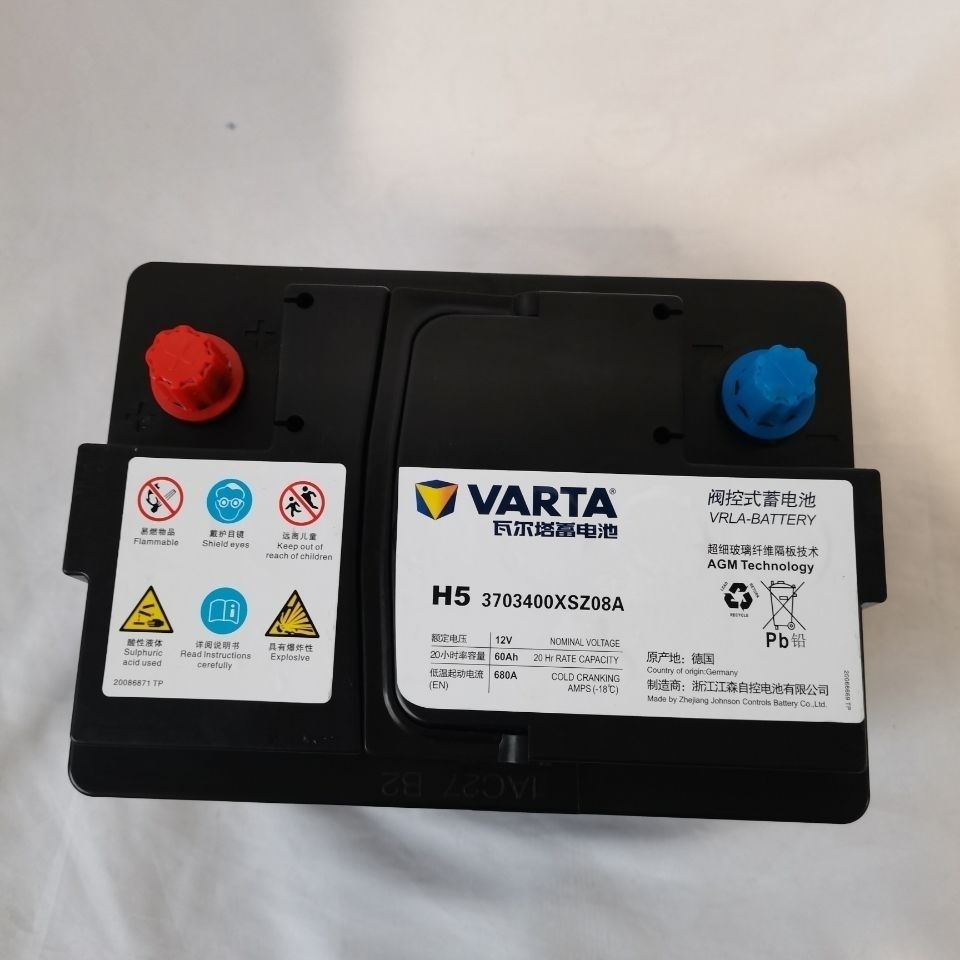 +
+
易燃物品
Flammable
戴护目镜
Shield eyes
远离儿童
Keep out of
reach of children
酸性液体
Sulphuric
acid used
详阅说明书
Read Instructions
carefully
具有爆炸性
Explosive
20086871 TP
VARTA®
瓦尔塔蓄电池
阀控式蓄电池
VRLA-BATTERY
超细玻璃纤维隔板技术
AGM Technology
H5 3703400XSZ08A
额定电压 12V NOMINAL VOLTAGE
20小时率容量 60Ah 20 Hr RATE CAPACITY
低温起动电流 680A COLD CRANKING
(EN) AMPS (-18℃)
RECYCLE
Pb 铅
原产地：德国
Country of origin:Germany
制造商：浙江江森自控电池有限公司
Made by Zhejiang Johnson Controls Battery Co.,Ltd.
IAC27 B2